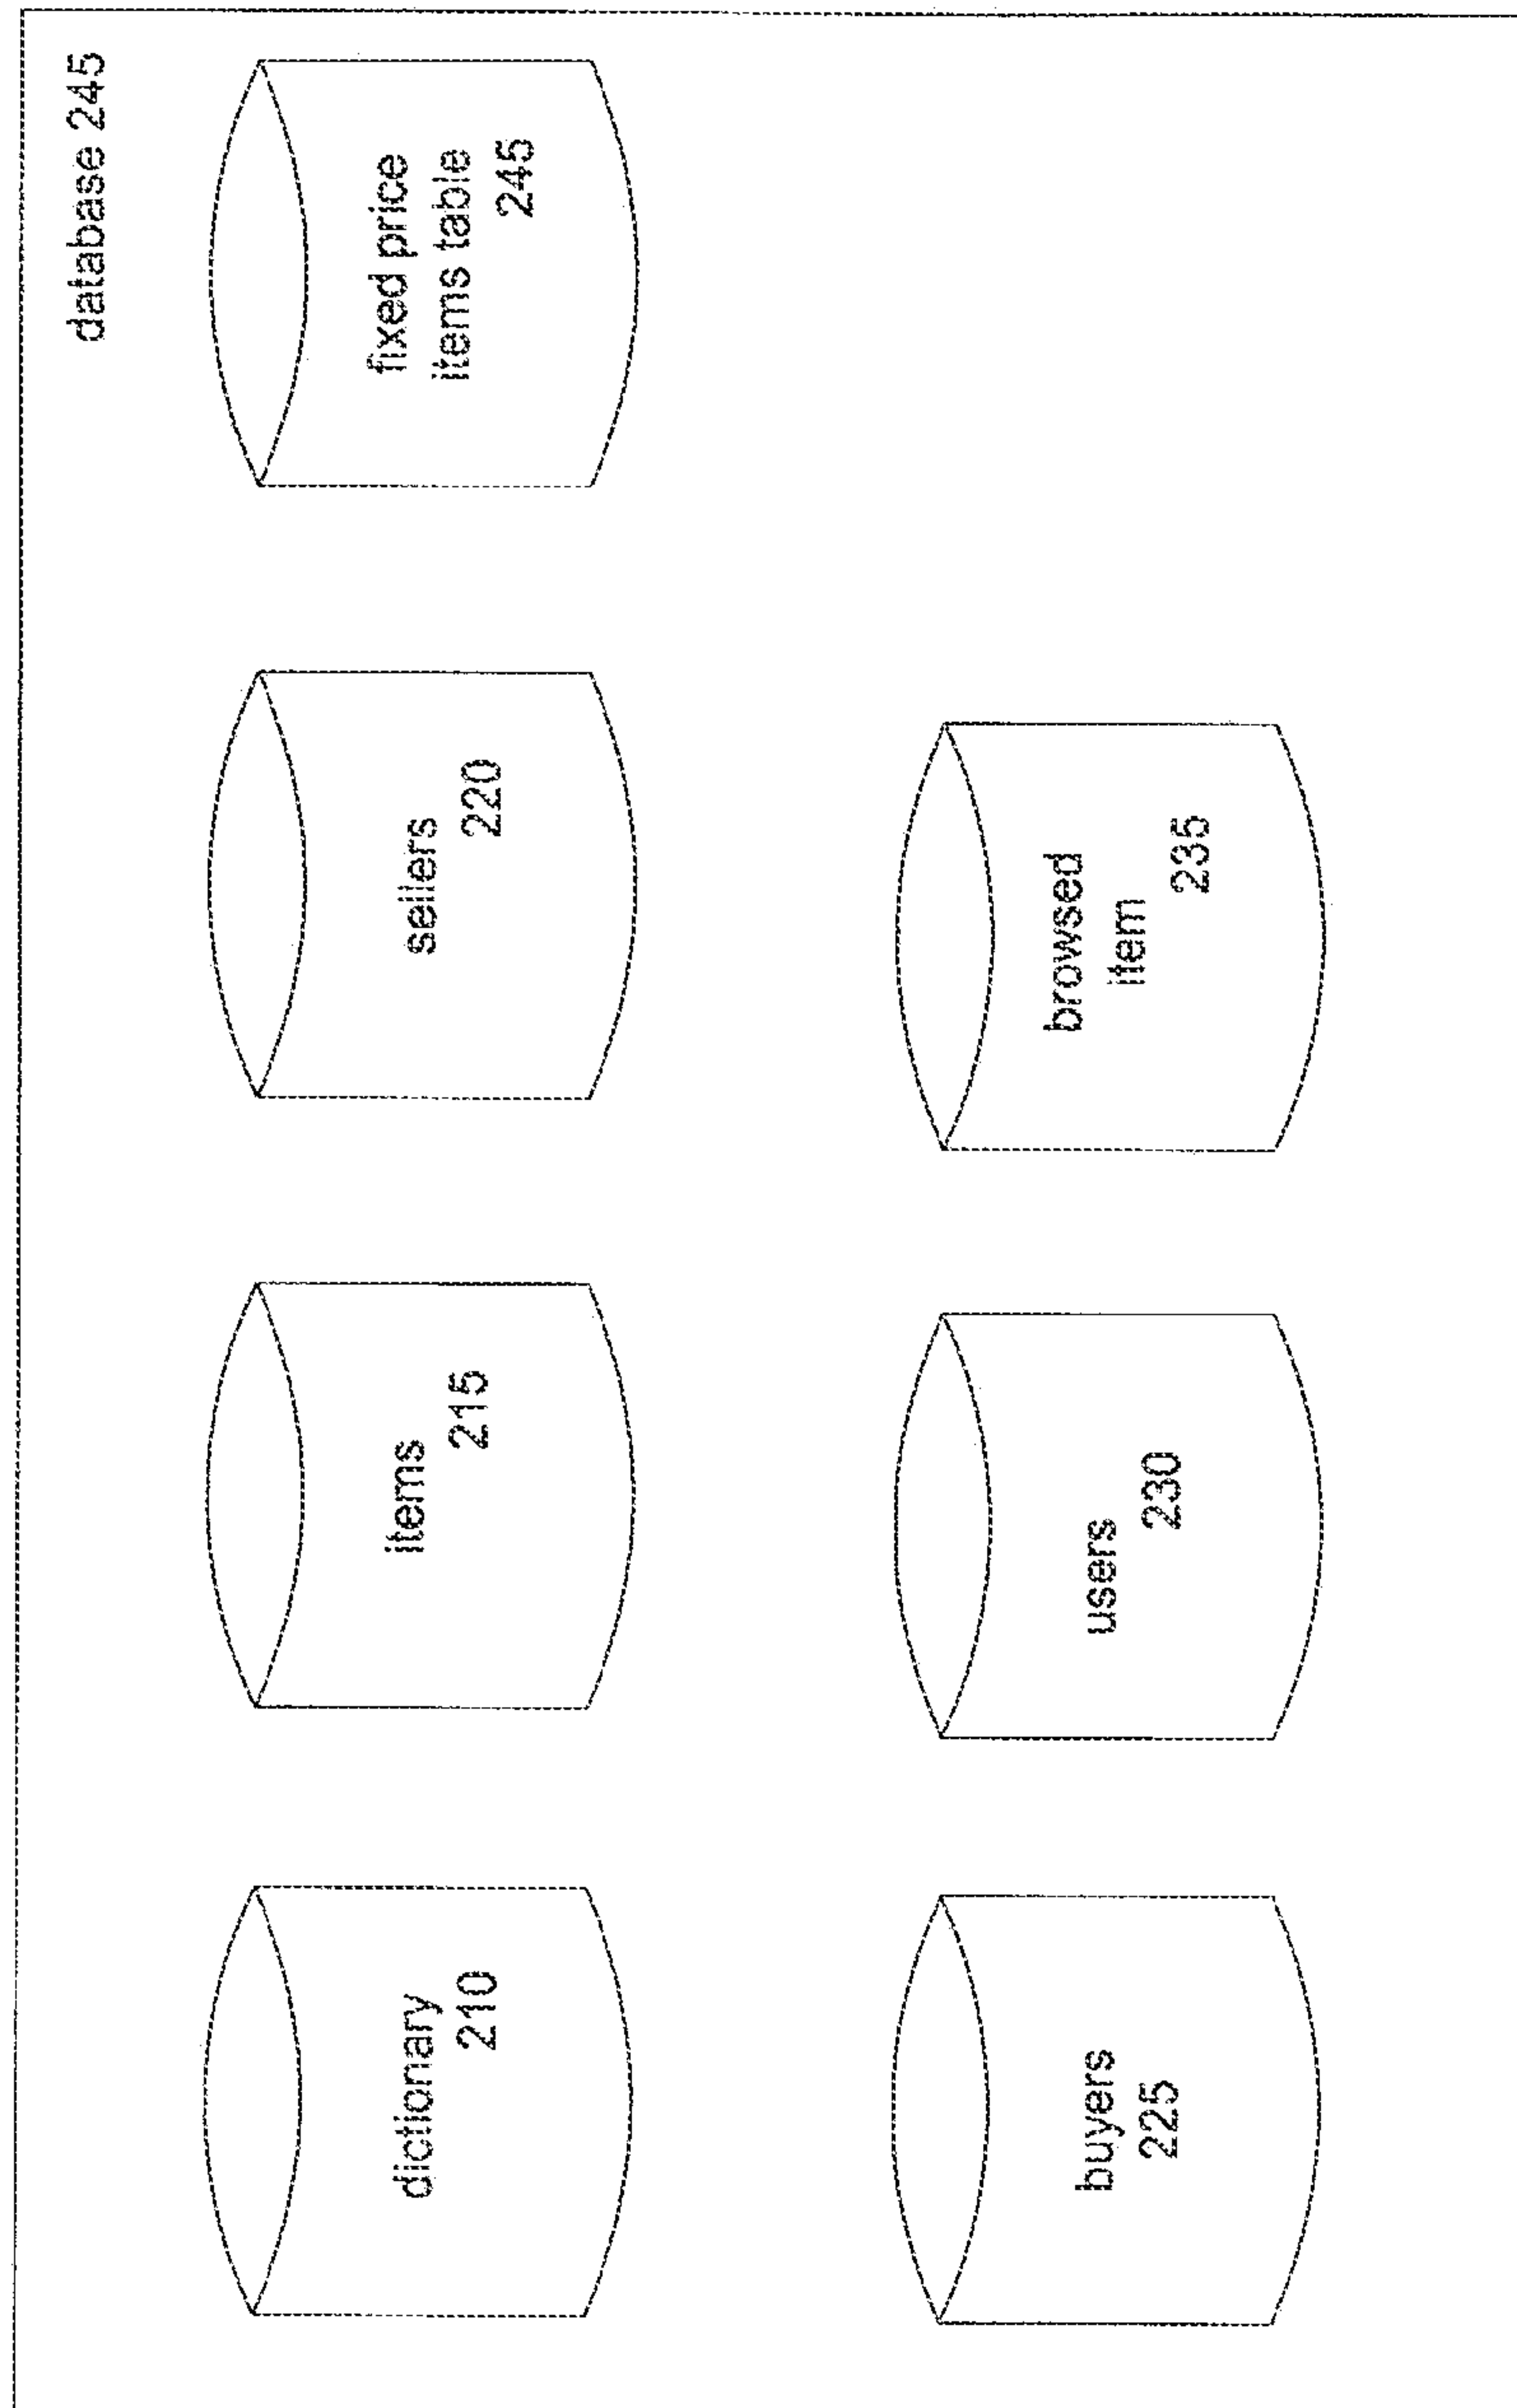 database 245
dictionary
210
items
215
sellers
220
fixed price
items table
245
buyers
225
users
230
browsed
item
235